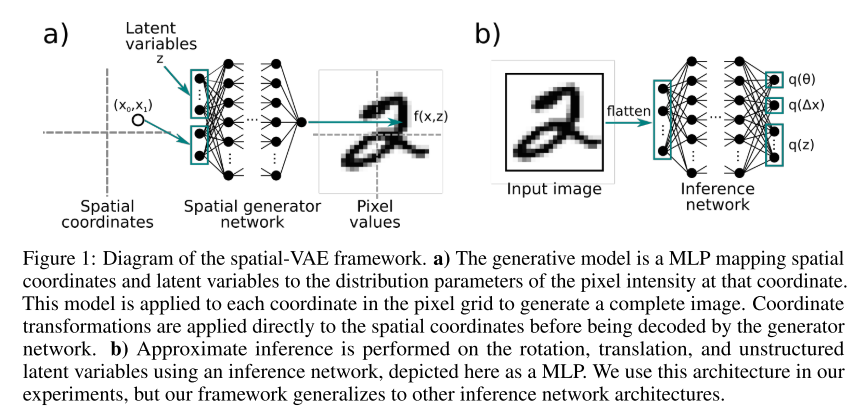 a)
Latent
variables
z
(x₀,x₁)
...
f(x,z)
Spatial
coordinates
Spatial generator
network
Pixel
values
b)
flatten
...
q(θ)
q(Δx)
q(z)
Input image
Inference
network
Figure 1: Diagram of the spatial-VAE framework. a) The generative model is a MLP mapping spatial
coordinates and latent variables to the distribution parameters of the pixel intensity at that coordinate.
This model is applied to each coordinate in the pixel grid to generate a complete image. Coordinate
transformations are applied directly to the spatial coordinates before being decoded by the generator
network. b) Approximate inference is performed on the rotation, translation, and unstructured
latent variables using an inference network, depicted here as a MLP. We use this architecture in our
experiments, but our framework generalizes to other inference network architectures.